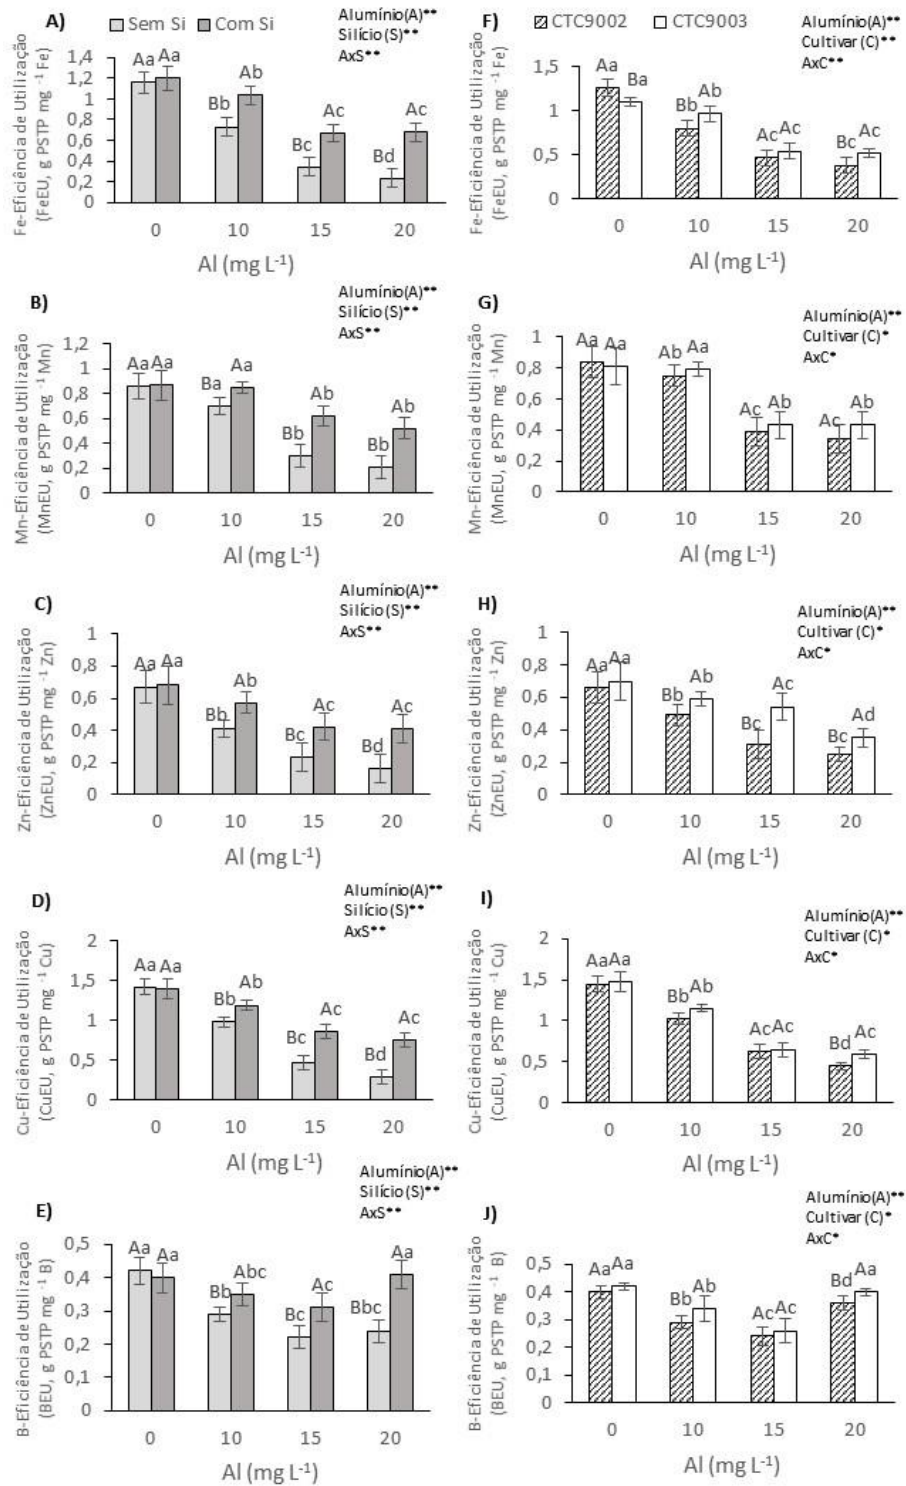 A)
Sem Si Com Si
Alumínio(A)**
Silício(S)**
AxS**
Fe-Eficiência de Utilização
(FeEU, g PSTP mg ⁻¹ Fe)
1,4
1,2
1
0,8
0,6
0,4
0,2
0
Aa Aa
Bb Ab
Bc Ac
Bd Ac
0 10 15 20
Al (mg L⁻¹)
F)
CTC9002 CTC9003
Alumínio(A)**
Cultivar (C)**
AxC**
Fe-Eficiência de Utilização
(FeEU, g PSTP mg ⁻¹ Fe)
1,5
1
0,5
0
Aa Ba
Bb Ab
Ac Ac
Bc Ac
0 10 15 20
Al (mg L⁻¹)
B)
Alumínio(A)**
Silício(S)**
AxS**
Mn-Eficiência de Utilização
(MnEU, g PSTP mg ⁻¹ Mn)
1,2
1
0,8
0,6
0,4
0,2
0
Aa Aa
Ba Aa
Bb Ab
Bb Ab
0 10 15 20
Al (mg L⁻¹)
G)
Alumínio(A)**
Cultivar (C)*
AxC*
Mn-Eficiência de Utilização
(MnEU, g PSTP mg ⁻¹ Mn)
1
0,8
0,6
0,4
0,2
0
Aa Aa
Ab Aa
Ac Ab
Ac Ab
0 10 15 20
Al (mg L⁻¹)
C)
Alumínio(A)**
Silício(S)**
AxS**
Zn-Eficiência de Utilização
(ZnEU, g PSTP mg ⁻¹ Zn)
1
0,8
0,6
0,4
0,2
0
Aa Aa
Bb Ab
Bc Ac
Bd Ac
0 10 15 20
Al (mg L⁻¹)
H)
Alumínio(A)**
Cultivar (C)*
AxC*
Zn-Eficiência de Utilização
(ZnEU, g PSTP mg ⁻¹ Zn)
1
0,8
0,6
0,4
0,2
0
Aa Aa
Bb Ab
Bc Ac
Bc Ad
0 10 15 20
Al (mg L⁻¹)
D)
Alumínio(A)**
Silício(S)**
AxS**
Cu-Eficiência de Utilização
(CuEU, g PSTP mg ⁻¹ Cu)
2
1,5
1
0,5
0
Aa Aa
Bb Ab
Bc Ac
Bd Ac
0 10 15 20
Al (mg L⁻¹)
I)
Alumínio(A)**
Cultivar (C)*
AxC*
Cu-Eficiência de Utilização
(CuEU, g PSTP mg ⁻¹ Cu)
2
1,5
1
0,5
0
Aa Aa
Bb Ab
Ac Ac
Bd Ac
0 10 15 20
Al (mg L⁻¹)
E)
Alumínio(A)**
Silício(S)**
AxS**
B-Eficiência de Utilização
(BEU, g PSTP mg ⁻¹ B)
0,5
0,4
0,3
0,2
0,1
0
Aa Aa
Bb Abc
Bc Ac
Bbc Aa
0 10 15 20
Al (mg L⁻¹)
J)
Alumínio(A)**
Cultivar (C)*
AxC*
B-Eficiência de Utilização
(BEU, g PSTP mg ⁻¹ B)
0,5
0,4
0,3
0,2
0,1
0
Aa Aa
Bb Ab
Ac Ac
Bd Aa
0 10 15 20
Al (mg L⁻¹)